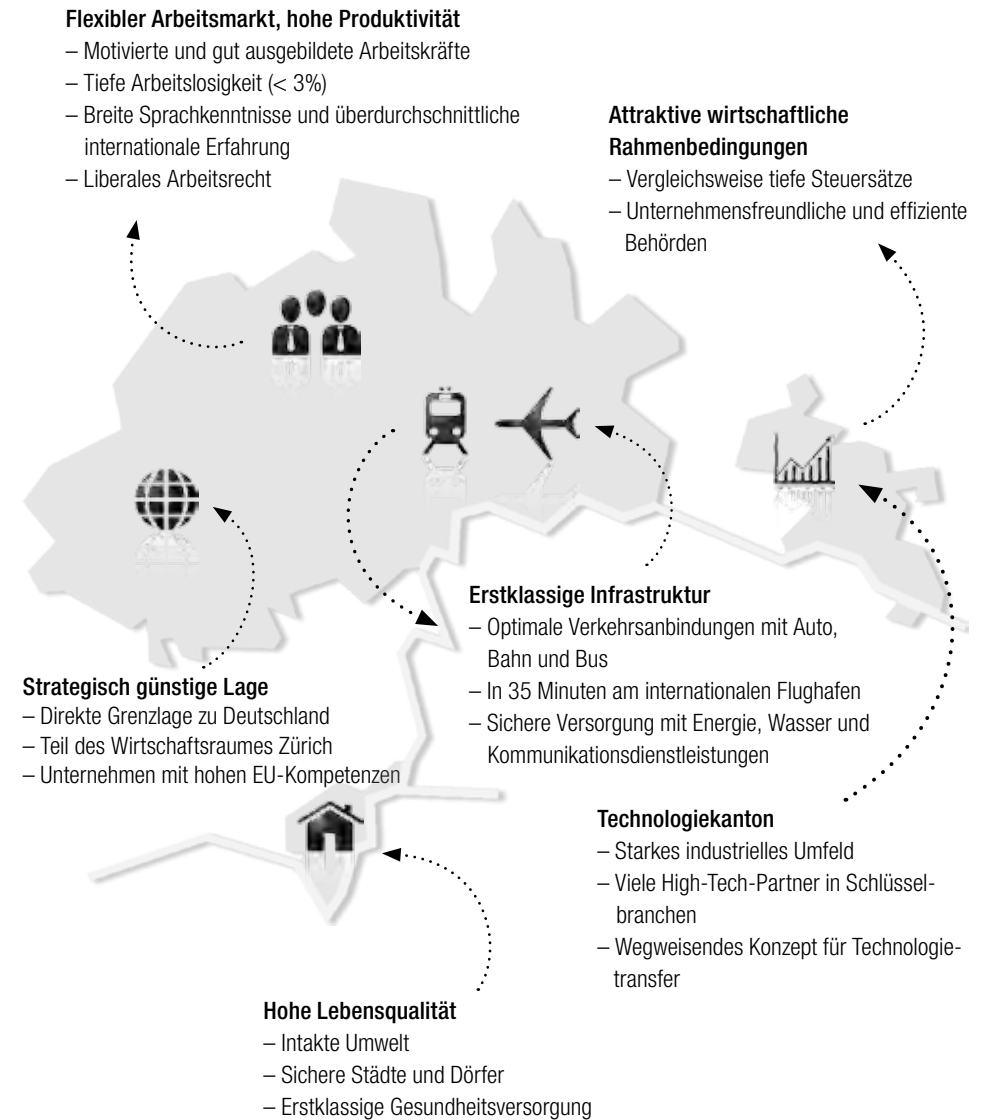 Flexibler Arbeitsmarkt, hohe Produktivität
– Motivierte und gut ausgebildete Arbeitskräfte
– Tiefe Arbeitslosigkeit (< 3%)
– Breite Sprachkenntnisse und überdurchschnittliche
internationale Erfahrung
– Liberales Arbeitsrecht
Attraktive wirtschaftliche
Rahmenbedingungen
– Vergleichsweise tiefe Steuersätze
– Unternehmensfreundliche und effiziente
Behörden
Erstklassige Infrastruktur
– Optimale Verkehrsanbindungen mit Auto,
Bahn und Bus
– In 35 Minuten am internationalen Flughafen
– Sichere Versorgung mit Energie, Wasser und
Kommunikationsdienstleistungen
Strategisch günstige Lage
– Direkte Grenzlage zu Deutschland
– Teil des Wirtschaftsraumes Zürich
– Unternehmen mit hohen EU-Kompetenzen
Technologiekanton
– Starkes industrielles Umfeld
– Viele High-Tech-Partner in Schlüssel-
branchen
– Wegweisendes Konzept für Technologie-
transfer
Hohe Lebensqualität
– Intakte Umwelt
– Sichere Städte und Dörfer
– Erstklassige Gesundheitsversorgung